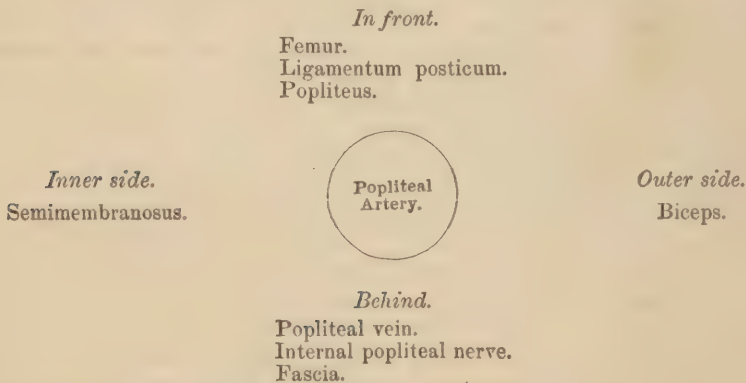 In front.
Femur.
Ligamentum posticum.
Popliteus.
Inner side.
Semimembranosus.
Popliteal
Artery.
Outer side.
Biceps.
Behind.
Popliteal vein.
Internal popliteal nerve.
Fascia.